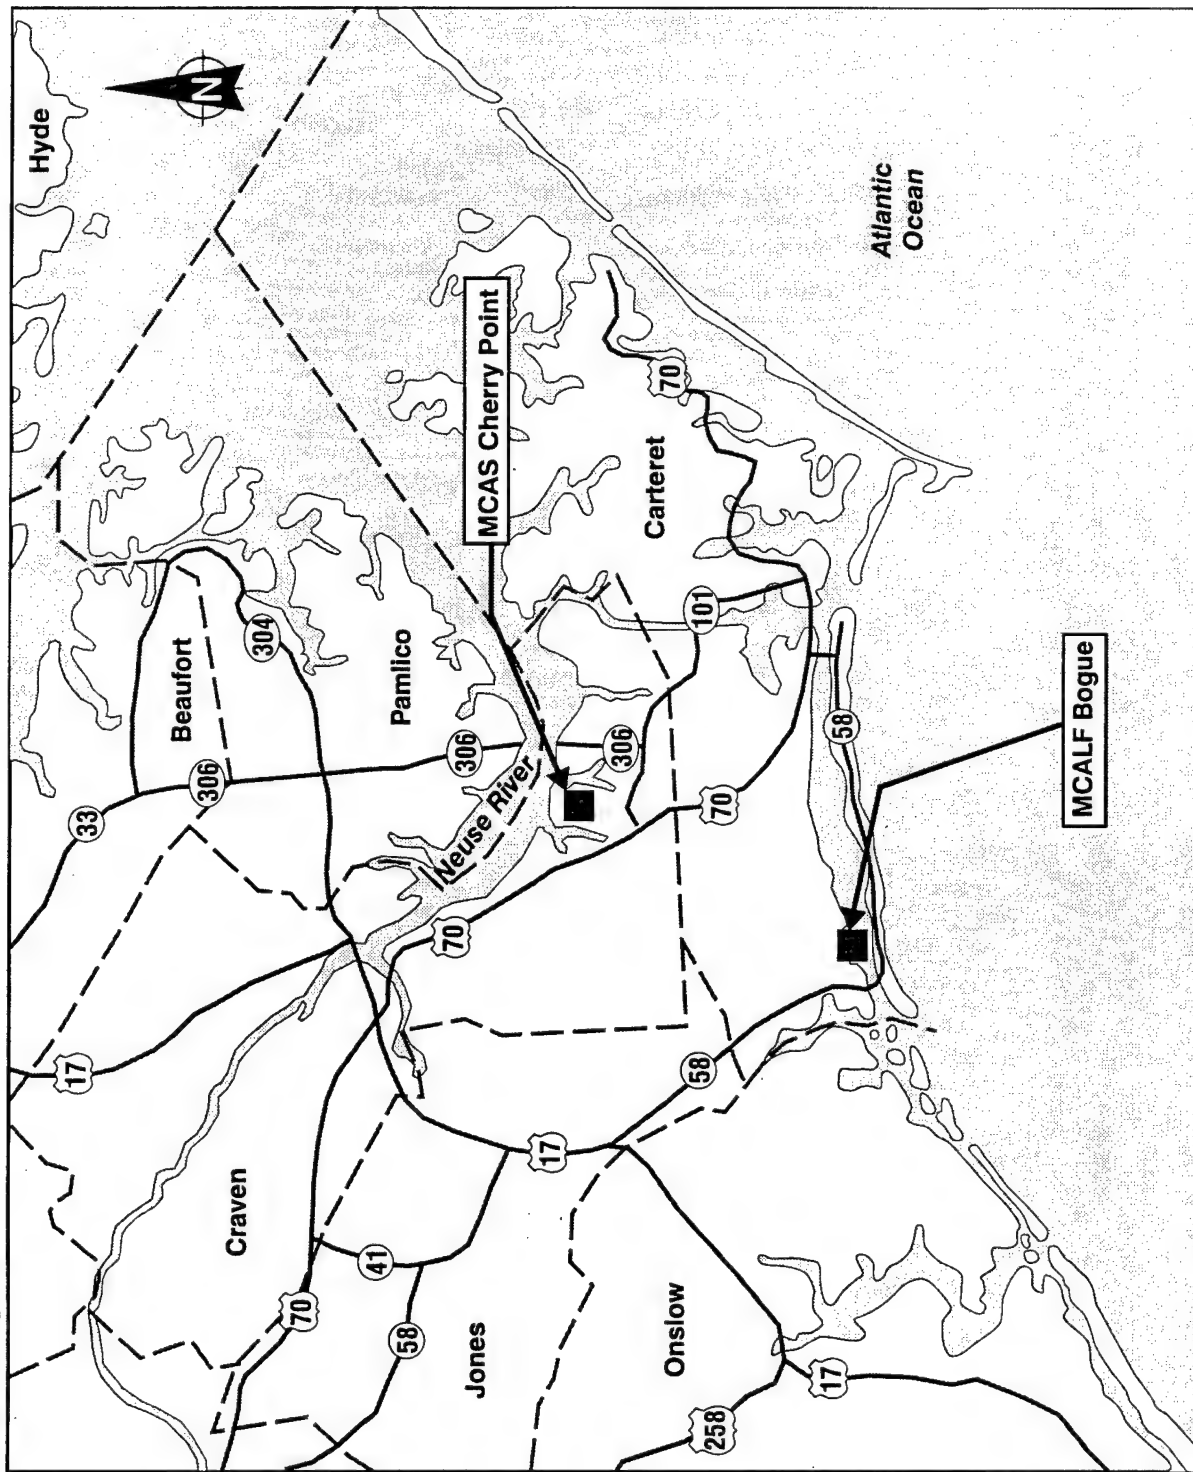 Hyde
N
Atlantic
Ocean
MCAS Cherry Point
70
Carteret
304
Beaufort
Pamlico
101
33
306
306
306
Neuse River
58
MCALF Bogue
70
70
17
58
Craven
17
41
70
58
Jones
Onslow
17
258